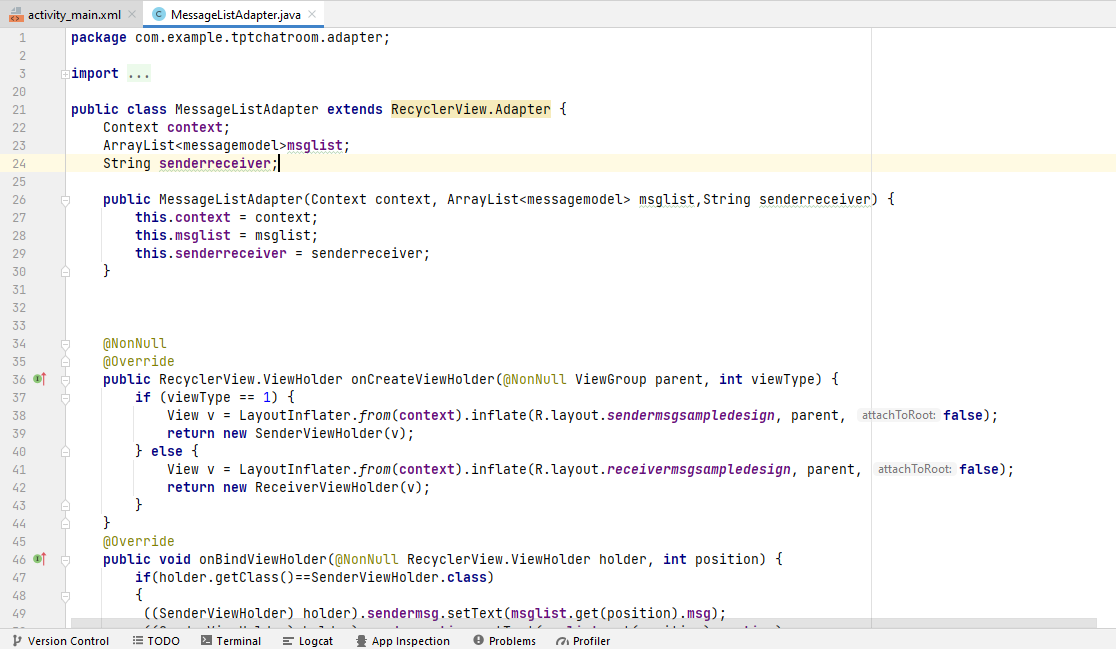 activity_main.xml MessageListAdapter.java
1 package com.example.tptchatroom.adapter;
2
3 import ...
20
21 public class MessageListAdapter extends RecyclerView.Adapter {
22 Context context;
23 ArrayList<messagemodel>msglist;
24 String senderreceiver;
25
26 public MessageListAdapter(Context context, ArrayList<messagemodel> msglist,String senderreceiver) {
27 this.context = context;
28 this.msglist = msglist;
29 this.senderreceiver = senderreceiver;
30 }
31
32
33
34 @NonNull
35 @Override
36 public RecyclerView.ViewHolder onCreateViewHolder(@NonNull ViewGroup parent, int viewType) {
37 if (viewType == 1) {
38 View v = LayoutInflater.from(context).inflate(R.layout.sendermsgsampledesign, parent, attachToRoot: false);
39 return new SenderViewHolder(v);
40 } else {
41 View v = LayoutInflater.from(context).inflate(R.layout.receivermsgsampledesign, parent, attachToRoot: false);
42 return new ReceiverViewHolder(v);
43 }
44 }
45 @Override
46 public void onBindViewHolder(@NonNull RecyclerView.ViewHolder holder, int position) {
47 if(holder.getClass()==SenderViewHolder.class)
48 {
49 ((SenderViewHolder) holder).sendermsg.setText(msglist.get(position).msg);
Version Control TODO Terminal Logcat App Inspection Problems Profiler